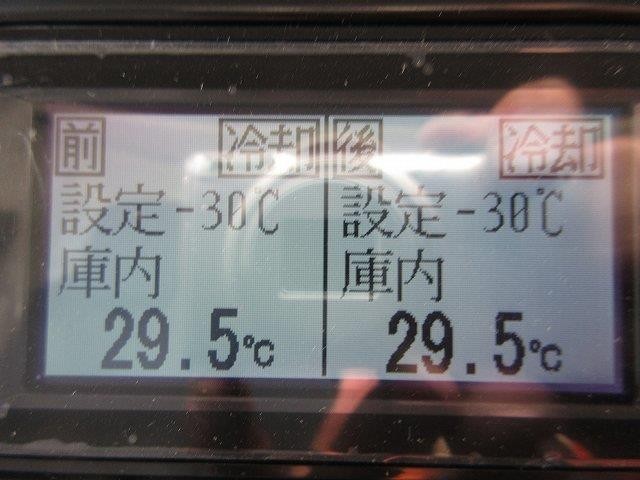 前 冷却
設定-30℃
庫内
29.5℃
後 冷却
設定-30℃
庫内
29.5℃